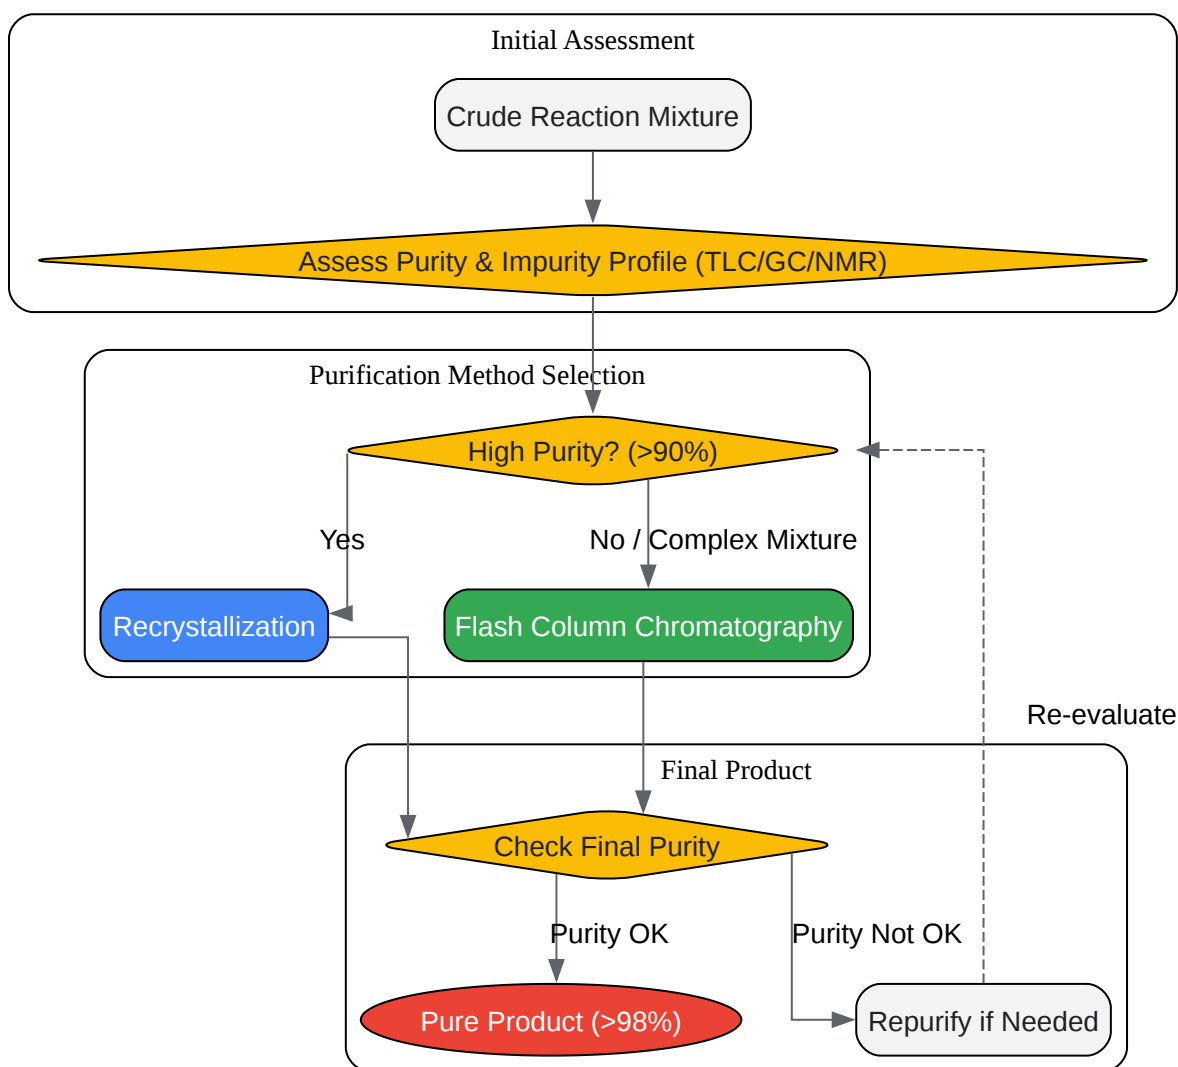 Initial Assessment
Crude Reaction Mixture
Assess Purity & Impurity Profile (TLC/GC/NMR)
Purification Method Selection
High Purity? (>90%)
Yes
No / Complex Mixture
Recrystallization
Flash Column Chromatography
Re-evaluate
Final Product
Check Final Purity
Purity OK
Purity Not OK
Pure Product (>98%)
Repurify if Needed